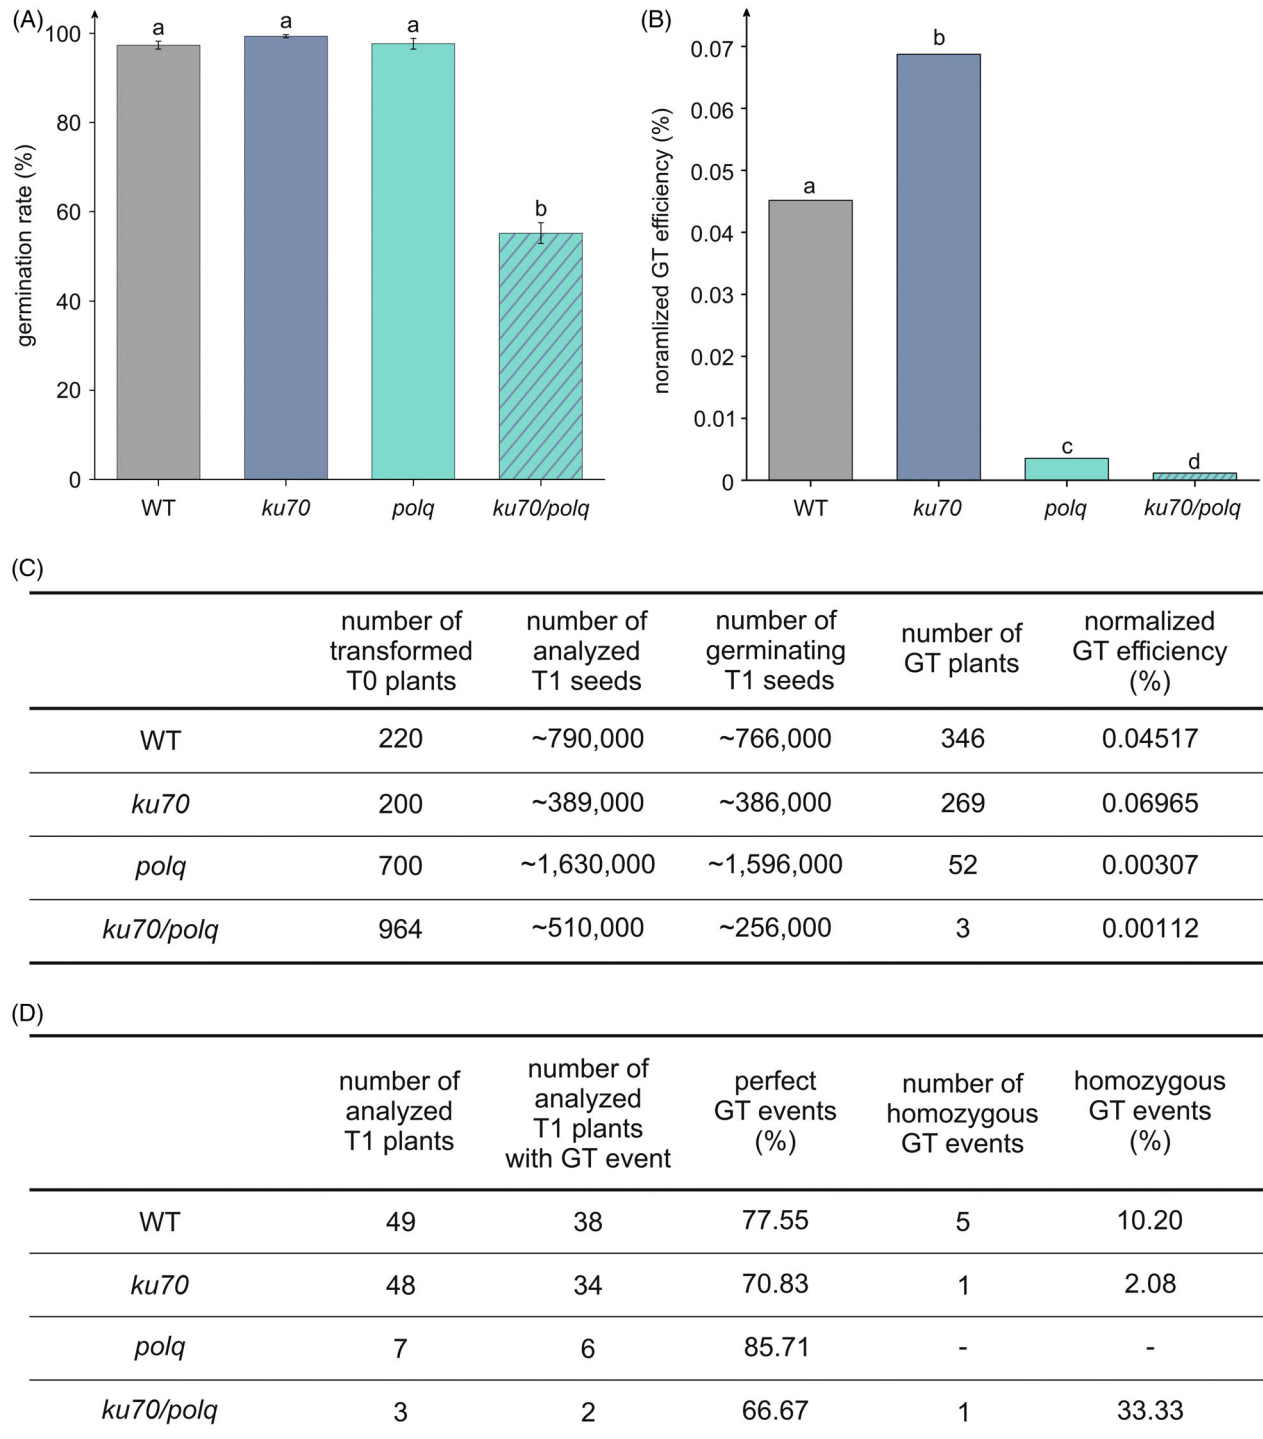 (A)
100
80
60
40
20
0
germination rate (%)
a
a
a
b
WT
ku70
polq
ku70/polq
(B)
0.07
0.06
0.05
0.04
0.03
0.02
0.01
0
noramlized GT efficiency (%)
a
b
c
d
WT
ku70
polq
ku70/polq
(C)
number of transformed T0 plants
number of analyzed T1 seeds
number of germinating T1 seeds
number of GT plants
normalized GT efficiency (%)
WT 220 ~790,000 ~766,000 346 0.04517
ku70 200 ~389,000 ~386,000 269 0.06965
polq 700 ~1,630,000 ~1,596,000 52 0.00307
ku70/polq 964 ~510,000 ~256,000 3 0.00112
(D)
number of analyzed T1 plants
number of analyzed T1 plants with GT event
perfect GT events (%)
number of homozygous GT events
homozygous GT events (%)
WT 49 38 77.55 5 10.20
ku70 48 34 70.83 1 2.08
polq 7 6 85.71 - -
ku70/polq 3 2 66.67 1 33.33